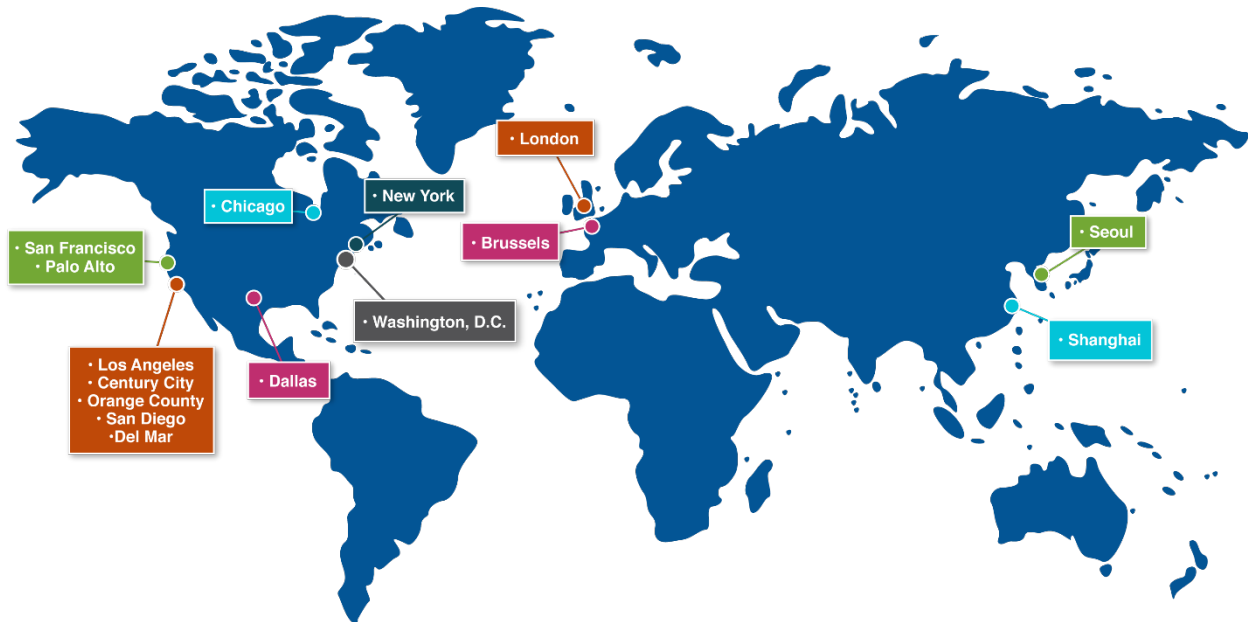 • London
• New York
• Chicago
• Brussels
• Seoul
• San Francisco
• Palo Alto
• Washington, D.C.
• Shanghai
• Los Angeles
• Century City
• Orange County
• San Diego
•Del Mar
• Dallas